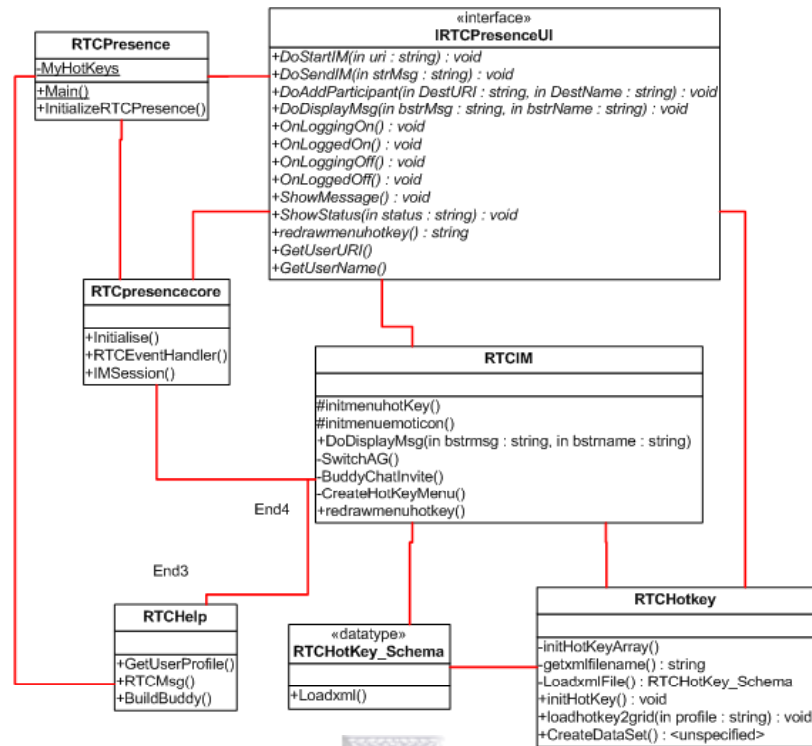 RTCPresence
-MyHotKeys
+Main()
+InitializeRTCPresence()
«interface»
IRTCPresenceUI
+DoStartIM(in uri : string) : void
+DoSendIM(in strMsg : string) : void
+DoAddParticipant(in DestURI : string, in DestName : string) : void
+DoDisplayMsg(in bstrMsg : string, in bstrName : string) : void
+OnLoggingOn() : void
+OnLoggedOn() : void
+OnLoggingOff() : void
+OnLoggedOff() : void
+ShowMessage() : void
+ShowStatus(in status : string) : void
+redrawmenuhotkey() : string
+GetUserURI()
+GetUserName()
RTCpresencecore
+Initialise()
+RTCEventHandler()
+IMSession()
RTCIM
#initmenuhotKey()
#initmenuemoticon()
+DoDisplayMsg(in bstrmsg : string, in bstrname : string)
-SwitchAG()
-BuddyChatInvite()
-CreateHotKeyMenu()
+redrawmenuhotkey()
End4
End3
RTCHelp
+GetUserProfile()
+RTCMsg()
+BuildBuddy()
«datatype»
RTCHotKey_Schema
+Loadxml()
RTCHotkey
-initHotKeyArray()
-getxmlfilename() : string
-LoadxmlFile() : RTCHotKey_Schema
+initHotKey() : void
+loadhotkey2grid(in profile : string) : void
+CreateDataSet() : <unspecified>